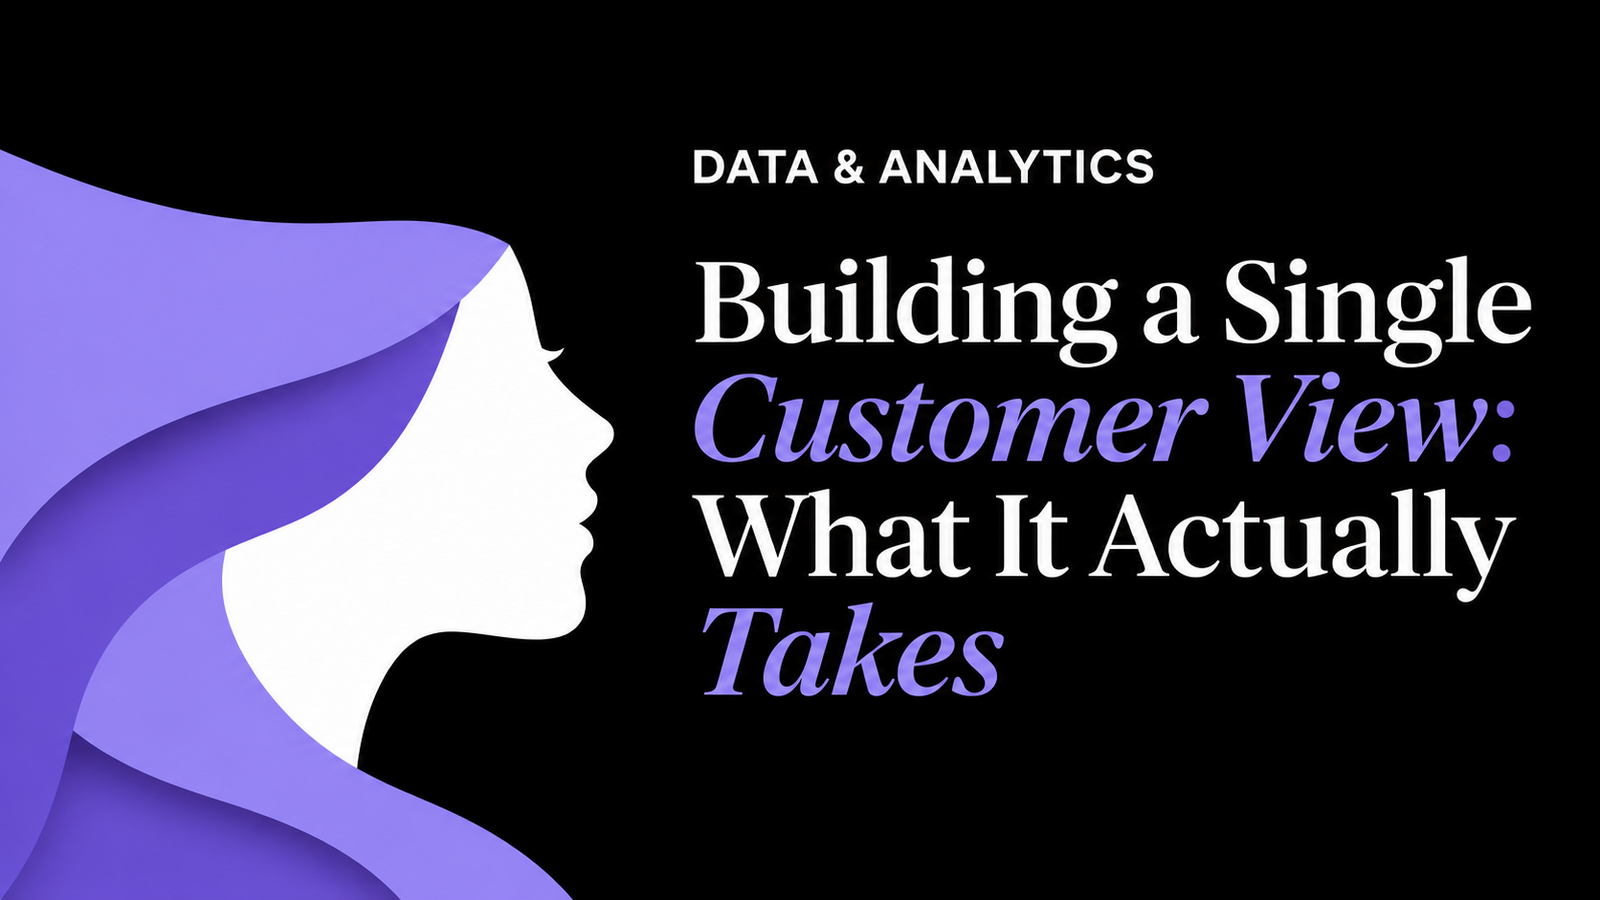 DATA & ANALYTICS
Building a Single
Customer View:
What It Actually
Takes